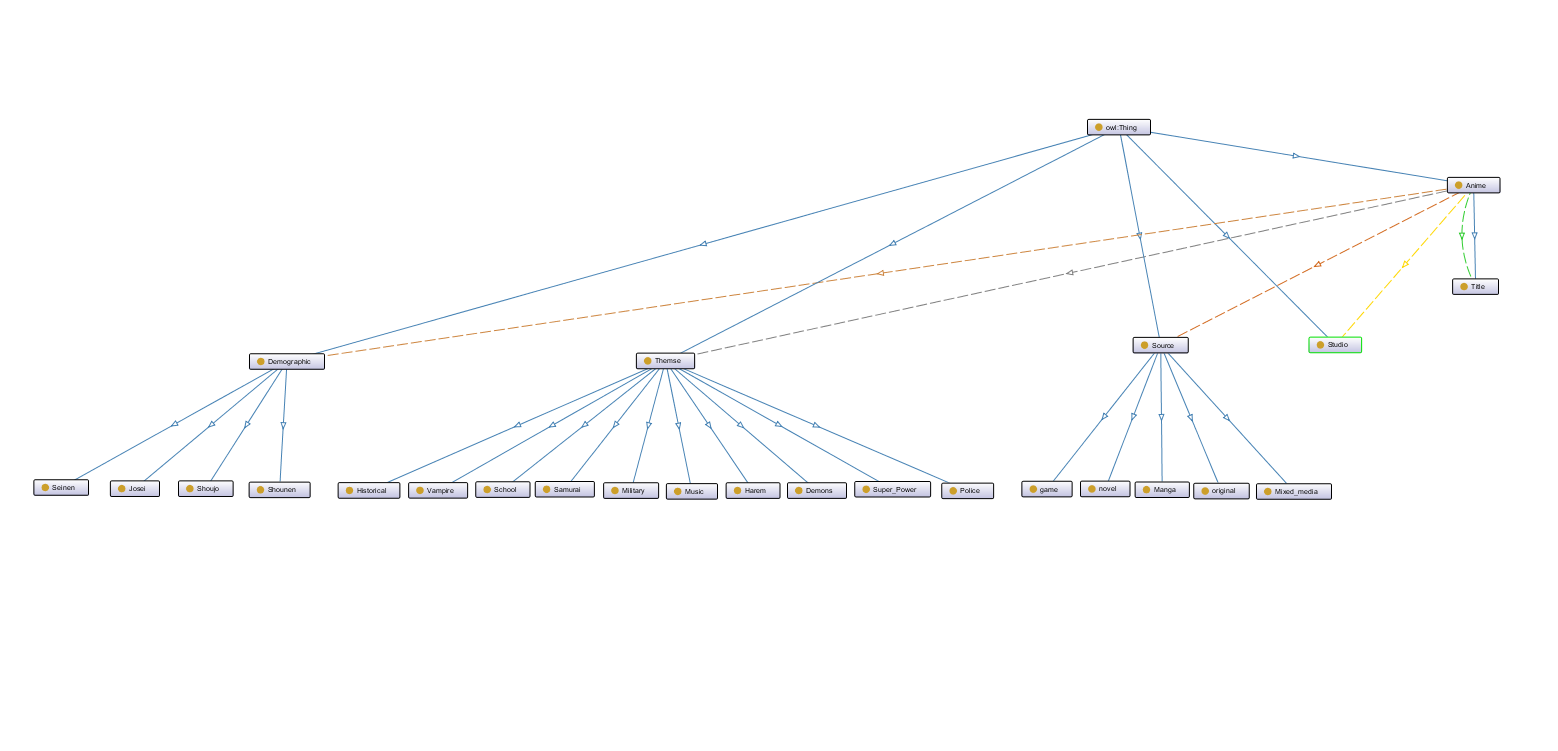 owl:Thing
Anime
Title
Demographic
Themse
Source
Studio
Seinen
Josei
Shoujo
Shounen
Historical
Vampire
School
Samurai
Military
Music
Harem
Demons
Super_Power
Police
game
novel
Manga
original
Mixed_media